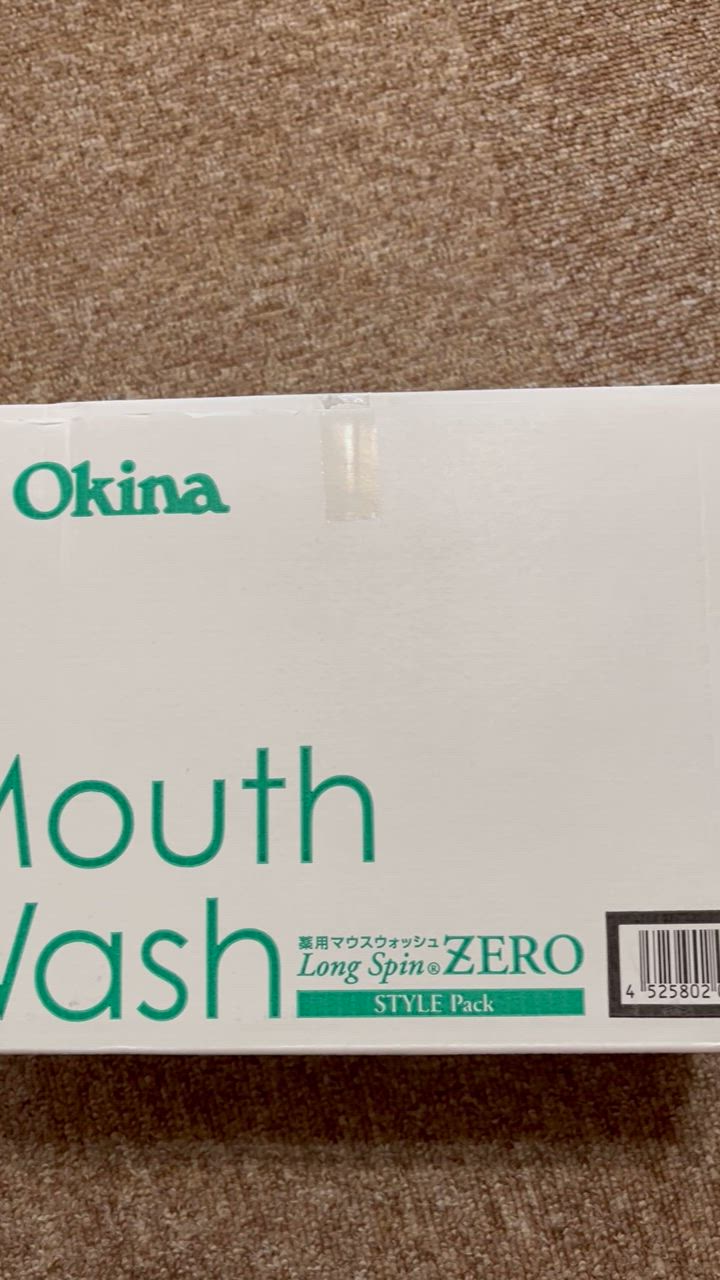 Okina
Mouth
Wash
薬用マウスウォッシュ
Long Spin® ZERO
STYLE Pack
4 525802